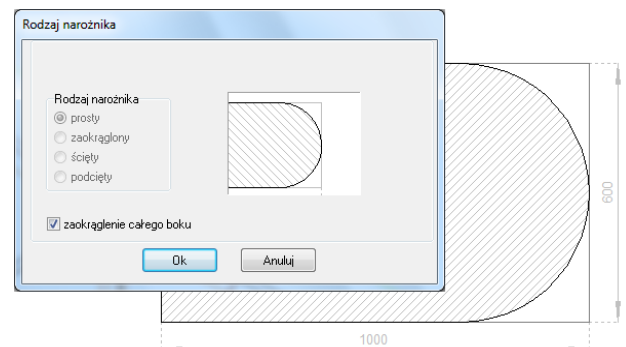 Rodzaj narożnika
Rodzaj narożnika
prosty
zaokrąglony
ścięty
podcięty
zaokrąglenie całego boku
Ok
Anuluj
600
1000